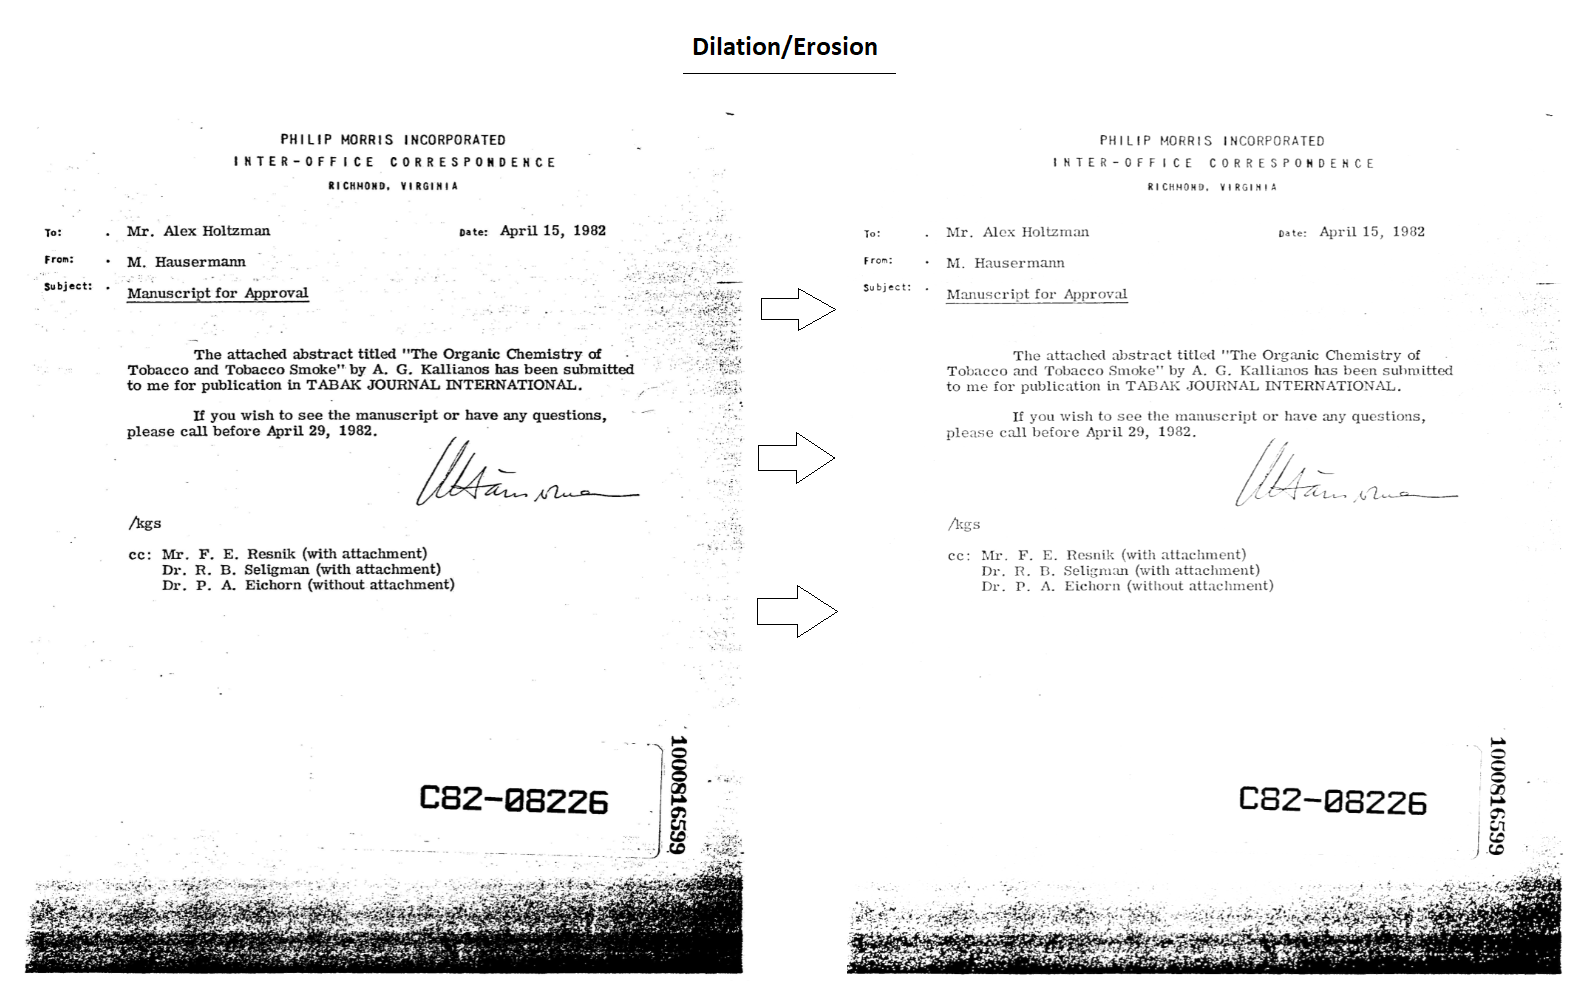 Dilation/Erosion
PHILIP MORRIS INCORPORATED
INTER-OFFICE CORRESPONDENCE
RICHMOND, VIRGINIA
To: . Mr. Alex Holtzman Date: April 15, 1982
From: . M. Hausermann
Subject: . Manuscript for Approval
The attached abstract titled "The Organic Chemistry of
Tobacco and Tobacco Smoke" by A. G. Kallianos has been submitted
to me for publication in TABAK JOURNAL INTERNATIONAL.
If you wish to see the manuscript or have any questions,
please call before April 29, 1982.
/kgs
cc: Mr. F. E. Resnik (with attachment)
Dr. R. B. Seligman (with attachment)
Dr. P. A. Eichorn (without attachment)
C82-08226
1000816599
PHILIP MORRIS INCORPORATED
INTER-OFFICE CORRESPONDENCE
RICHMOND, VIRGINIA
To: . Mr. Alex Holtzman Date: April 15, 1982
From: . M. Hausermann
Subject: . Manuscript for Approval
The attached abstract titled "The Organic Chemistry of
Tobacco and Tobacco Smoke" by A. G. Kallianos has been submitted
to me for publication in TABAK JOURNAL INTERNATIONAL.
If you wish to see the manuscript or have any questions,
please call before April 29, 1982.
/kgs
cc: Mr. F. E. Resnik (with attachment)
Dr. R. B. Seligman (with attachment)
Dr. P. A. Eichorn (without attachment)
C82-08226
1000816599